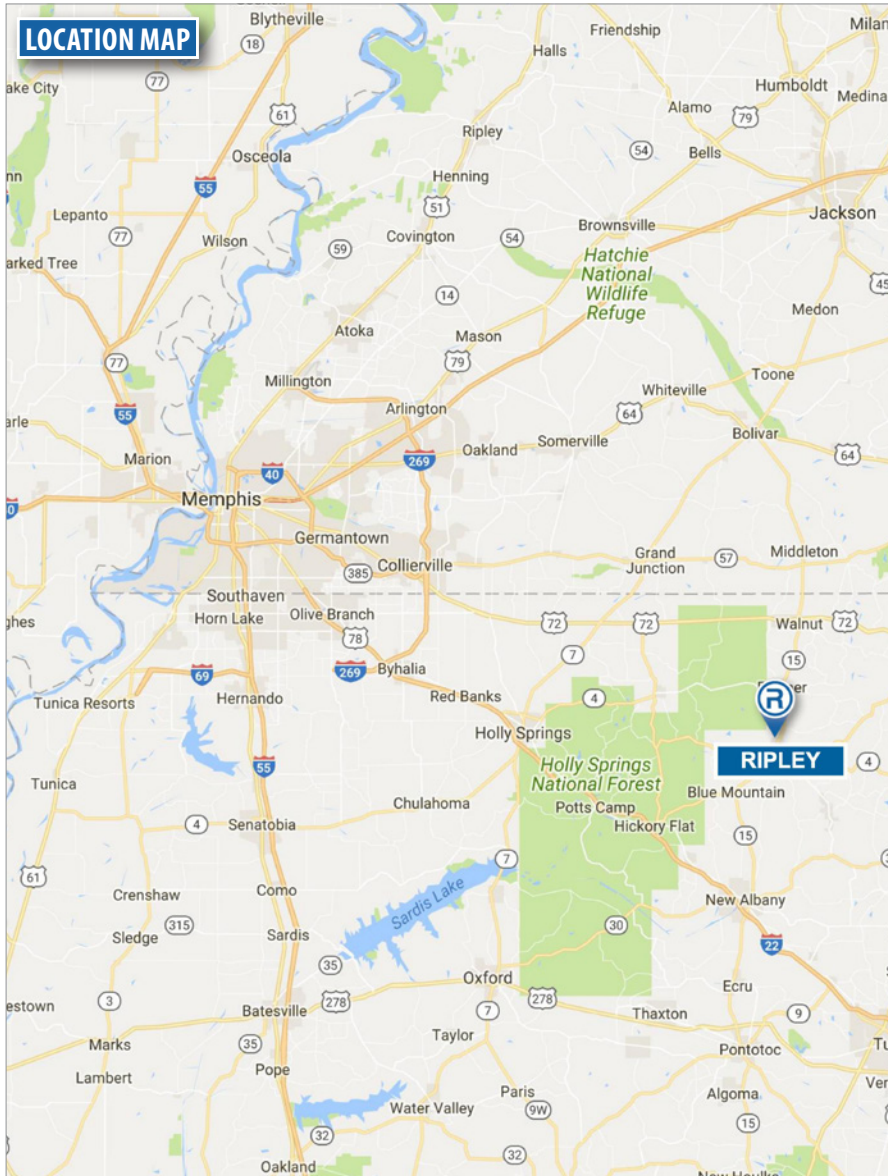 LOCATION MAP
Blytheville
Friendship
Milan
18
Halls
77
ake City
61
Humboldt
Medina
Alamo
79
Ripley
54
Bells
Osceola
Henning
55
51
Jackson
Lepanto
Brownsville
77
Wilson
Covington
54
59
arked Tree
Hatchie
National
Wildlife
Refuge
45
14
Medon
Atoka
Mason
77
79
Toone
Millington
Whiteville
Arlington
64
55
arle
Bolivar
Somerville
Oakland
64
Marion
269
40
Memphis
0
Germantown
Grand
Junction
57
Middleton
385
Collierville
Southaven
ghes
Horn Lake
Olive Branch
72
72
Walnut
72
78
7
15
269
Byhalia
69
R
Tunica Resorts
Hernando
Red Banks
4
Holly Springs
RIPLEY
55
Holly Springs
National Forest
4
Tunica
Blue Mountain
Chulahoma
Potts Camp
4
Senatobia
Hickory Flat
15
7
61
Sardis Lake
Como
Crenshaw
New Albany
315
30
Sledge
Sardis
22
35
Oxford
Ecru
278
278
estown
3
Batesville
7
Thaxton
9
Taylor
Marks
35
Pontotoc
Tu
Lambert
Pope
Ver
Paris
Algoma
Water Valley
9W
15
32
32
Oakland